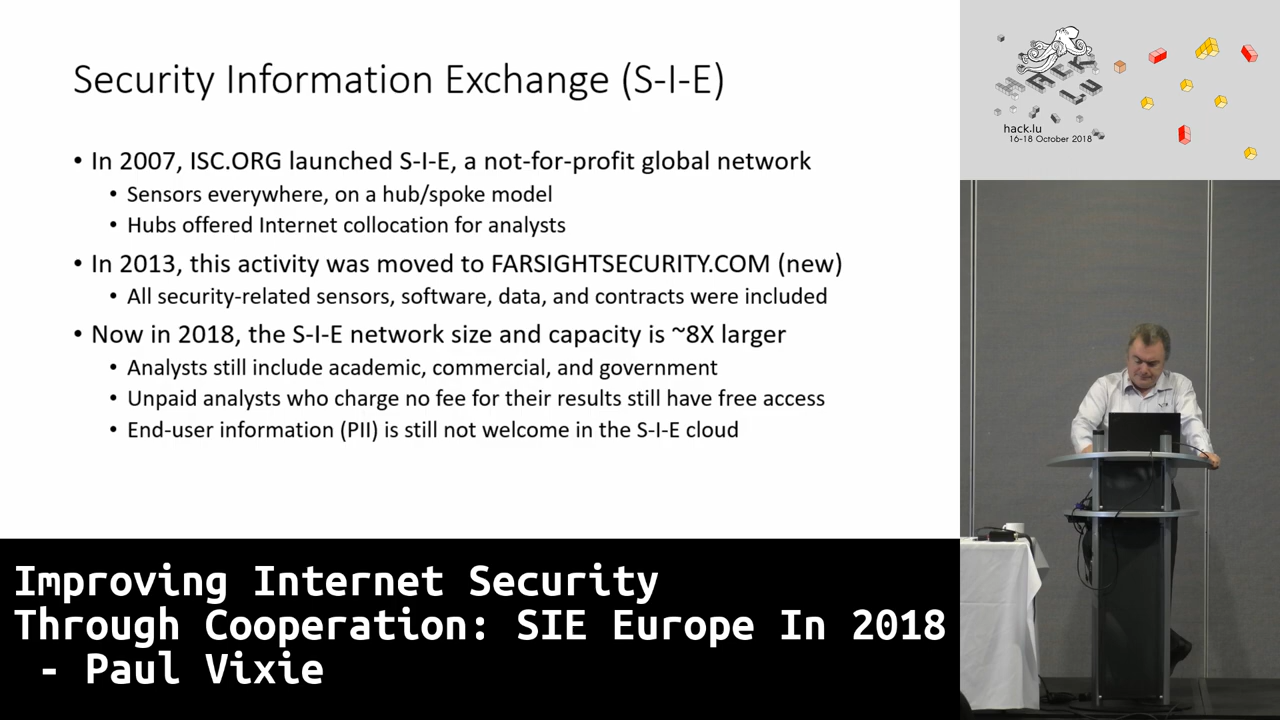 Security Information Exchange (S-I-E)
• In 2007, ISC.ORG launched S-I-E, a not-for-profit global network
• Sensors everywhere, on a hub/spoke model
• Hubs offered Internet collocation for analysts
• In 2013, this activity was moved to FARSIGHTSECURITY.COM (new)
• All security-related sensors, software, data, and contracts were included
• Now in 2018, the S-I-E network size and capacity is ~8X larger
• Analysts still include academic, commercial, and government
• Unpaid analysts who charge no fee for their results still have free access
• End-user information (PII) is still not welcome in the S-I-E cloud
HACK
LU
hack.lu
16-18 October 2018
Improving Internet Security
Through Cooperation: SIE Europe In 2018
- Paul Vixie